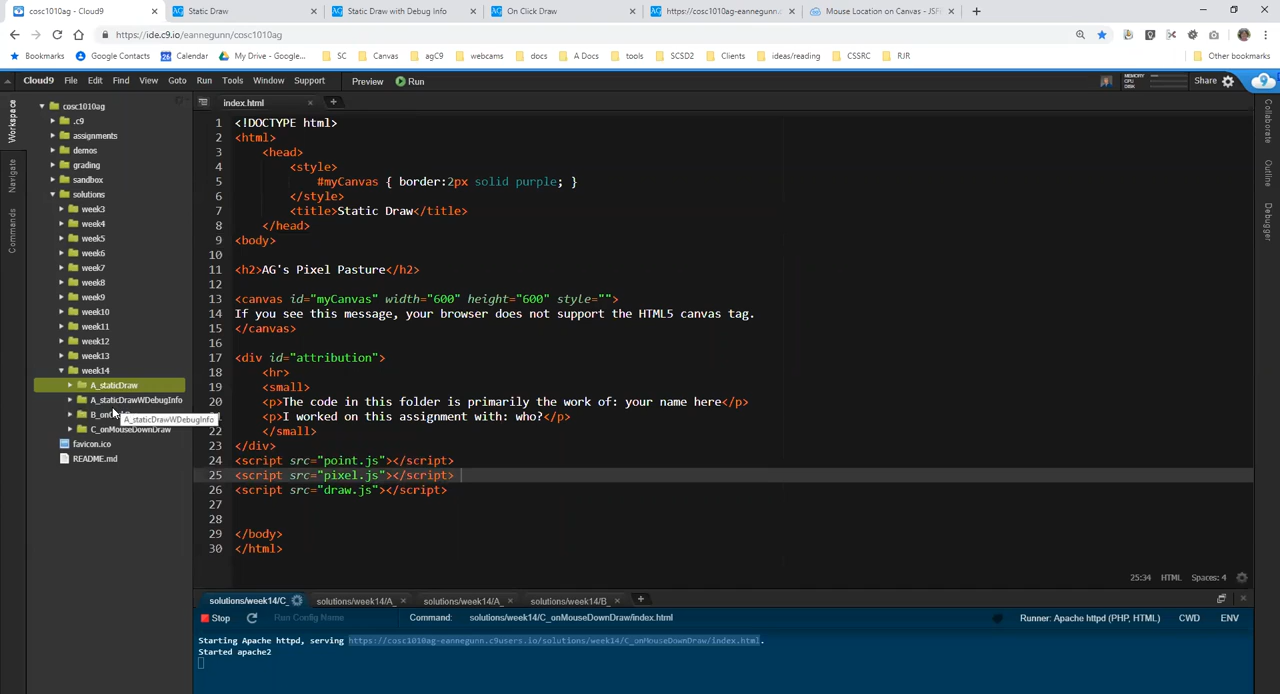 cosc1010ag - Cloud9 Static Draw Static Draw with Debug Info On Click Draw https://cosc1010ag-eannegunn.c Mouse Location on Canvas - JSFi
https://ide.c9.io/eannegunn/cosc1010ag
Bookmarks Google Contacts Calendar My Drive - Google... SC Canvas agC9 webcams docs A Docs tools SCSD2 Clients ideas/reading CSSRC RJR Other bookmarks
Cloud9 File Edit Find View Goto Run Tools Window Support Preview Run MEMORY CPU DISK Share
Workspace
Navigate
Commands
cosc1010ag
.c9
assignments
demos
grading
sandbox
solutions
week3
week4
week5
week6
week7
week8
week9
week10
week11
week12
week13
week14
A_staticDraw
A_staticDrawWDebugInfo
A_staticDrawWDebugInfo
C_onMouseDownDraw
favicon.ico
README.md
index.html
1 <!DOCTYPE html>
2 <html>
3 <head>
4 <style>
5 #myCanvas { border:2px solid purple; }
6 </style>
7 <title>Static Draw</title>
8 </head>
9 <body>
10
11 <h2>AG's Pixel Pasture</h2>
12
13 <canvas id="myCanvas" width="600" height="600" style="">
14 If you see this message, your browser does not support the HTML5 canvas tag.
15 </canvas>
16
17 <div id="attribution">
18 <hr>
19 <small>
20 <p>The code in this folder is primarily the work of: your name here</p>
21 <p>I worked on this assignment with: who?</p>
22 </small>
23 </div>
24 <script src="point.js"></script>
25 <script src="pixel.js"></script>
26 <script src="draw.js"></script>
27
28
29 </body>
30 </html>
25:34 HTML Spaces: 4
Collaborate
Outline
Debugger
solutions/week14/C_ solutions/week14/A_ solutions/week14/A_ solutions/week14/B_
Stop Run Config Name Command: solutions/week14/C_onMouseDownDraw/index.html Runner: Apache httpd (PHP, HTML) CWD ENV
Starting Apache httpd, serving https://cosc1010ag-eannegunn.c9users.io/solutions/week14/C_onMouseDownDraw/index.html.
Started apache2